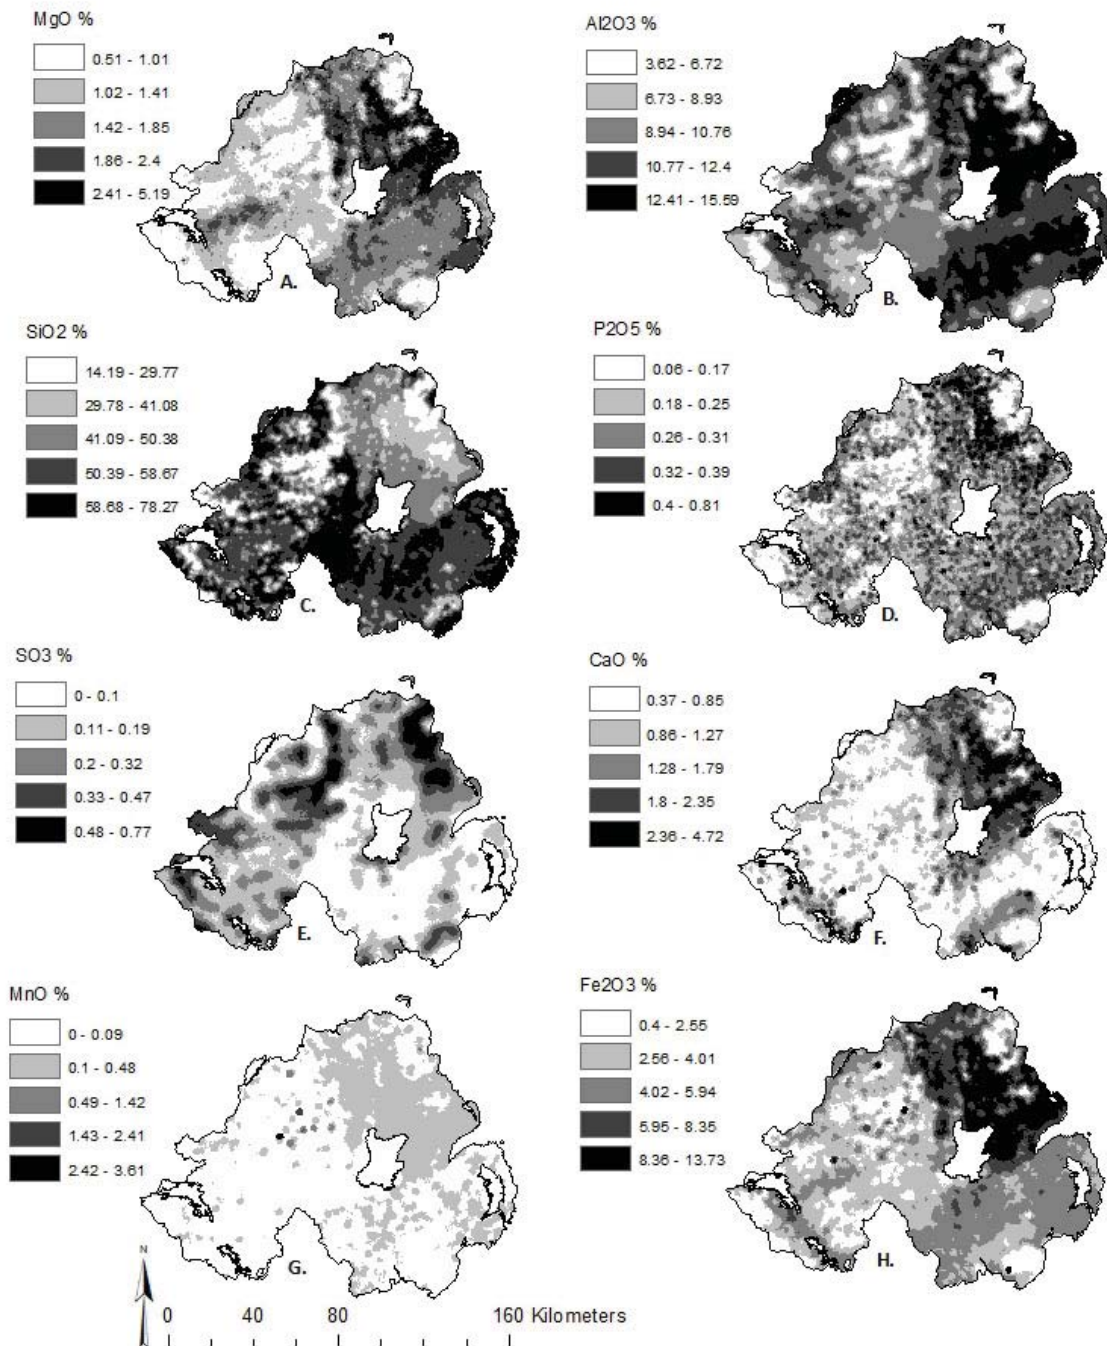 MgO %
0.51 - 1.01
1.02 - 1.41
1.42 - 1.85
1.86 - 2.4
2.41 - 5.19
A.
Al2O3 %
3.62 - 6.72
6.73 - 8.93
8.94 - 10.76
10.77 - 12.4
12.41 - 15.59
B.
SiO2 %
14.19 - 29.77
29.78 - 41.08
41.09 - 50.38
50.39 - 58.67
58.68 - 78.27
C.
P2O5 %
0.06 - 0.17
0.18 - 0.25
0.26 - 0.31
0.32 - 0.39
0.4 - 0.81
D.
SO3 %
0 - 0.1
0.11 - 0.19
0.2 - 0.32
0.33 - 0.47
0.48 - 0.77
E.
CaO %
0.37 - 0.85
0.86 - 1.27
1.28 - 1.79
1.8 - 2.35
2.36 - 4.72
F.
MnO %
0 - 0.09
0.1 - 0.48
0.49 - 1.42
1.43 - 2.41
2.42 - 3.61
G.
Fe2O3 %
0.4 - 2.55
2.56 - 4.01
4.02 - 5.94
5.95 - 8.35
8.36 - 13.73
H.
N
0 40 80 160 Kilometers